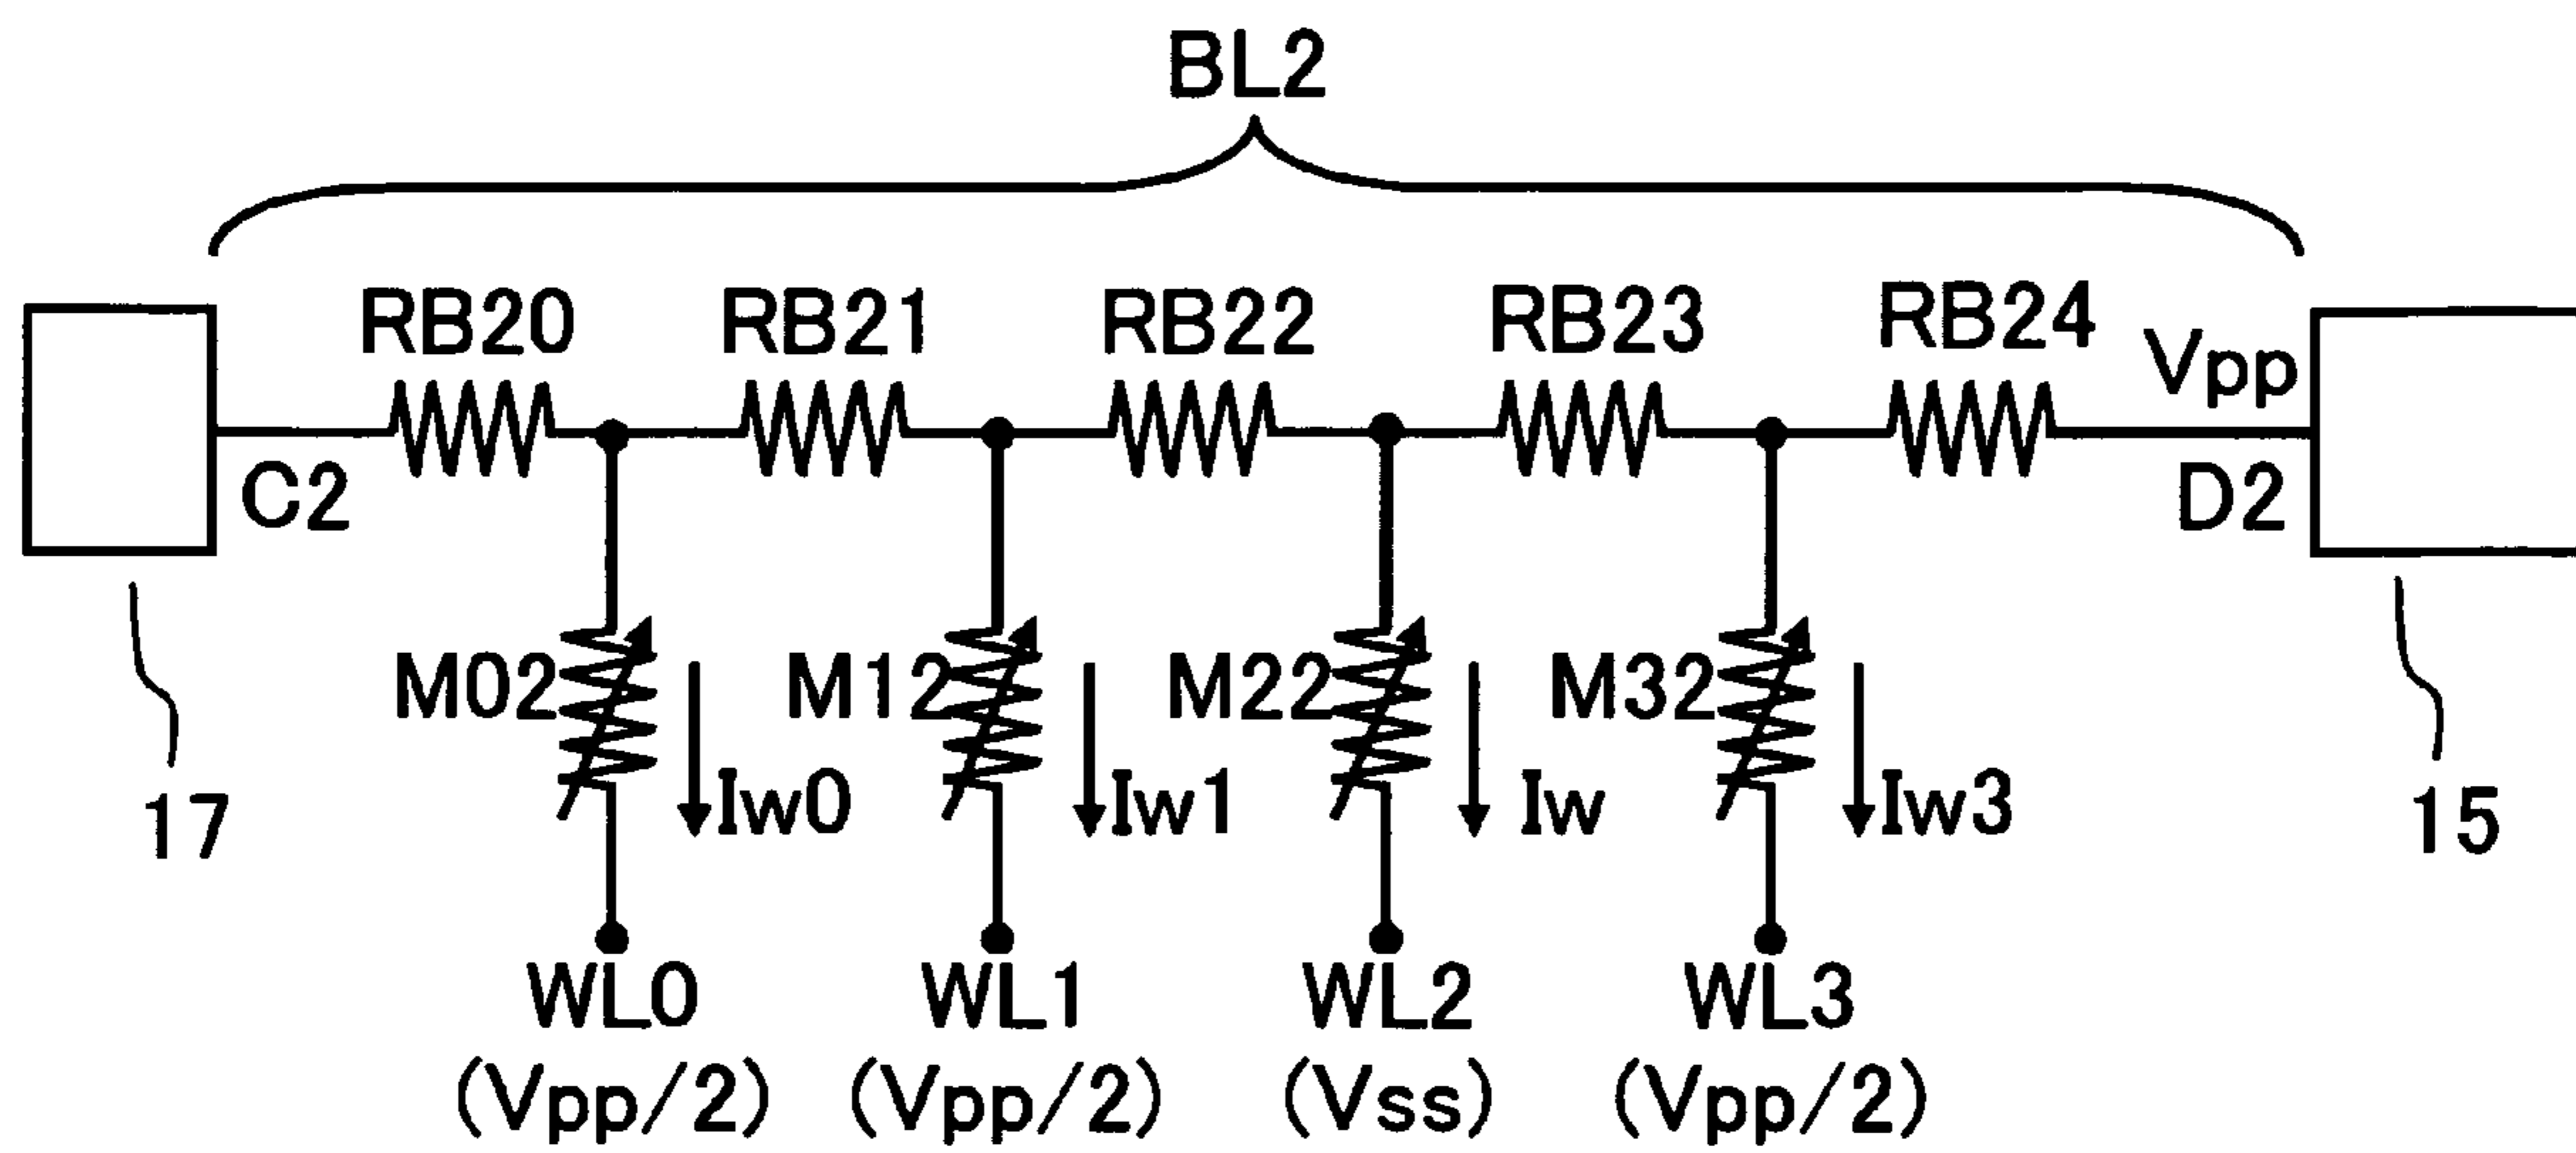 BL2
RB20 RB21 RB22 RB23 RB24 Vpp
C2 D2
M02 M12 M22 M32
Iw0 Iw1 Iw Iw3
17 15
WL0 WL1 WL2 WL3
(Vpp/2) (Vpp/2) (Vss) (Vpp/2)